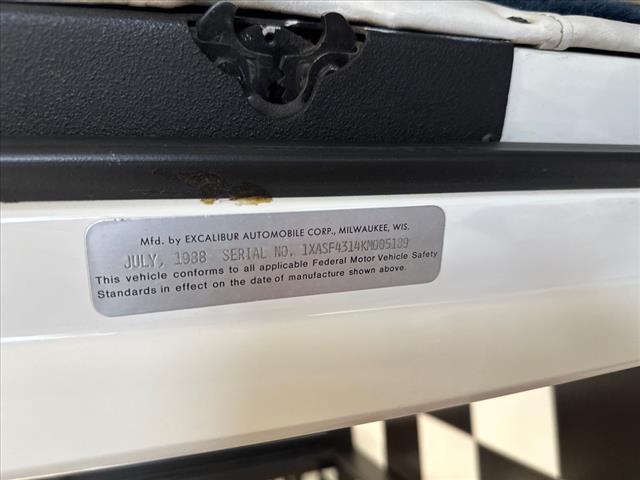 Mfd. by EXCALIBUR AUTOMOBILE CORP., MILWAUKEE, WIS.
JULY, 1988 SERIAL NO. 1XASF4314KM005189
This vehicle conforms to all applicable Federal Motor Vehicle Safety
Standards in effect on the date of manufacture shown above.